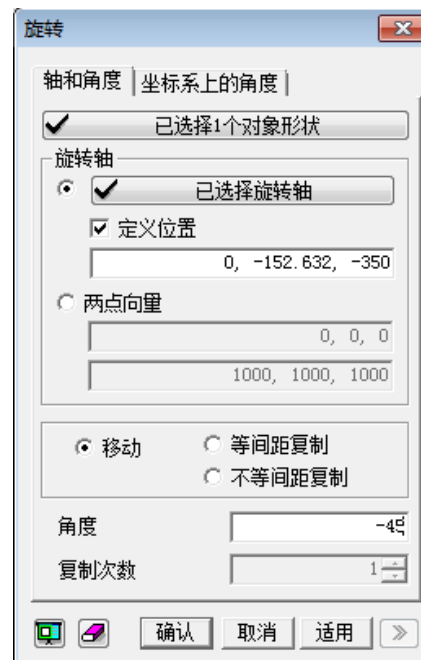 旋转
轴和角度 坐标系上的角度
已选择1个对象形状
旋转轴
已选择旋转轴
定义位置
0, -152.632, -350
两点向量
0, 0, 0
1000, 1000, 1000
移动 等间距复制
不等间距复制
角度 -45
复制次数 1
确认 取消 适用